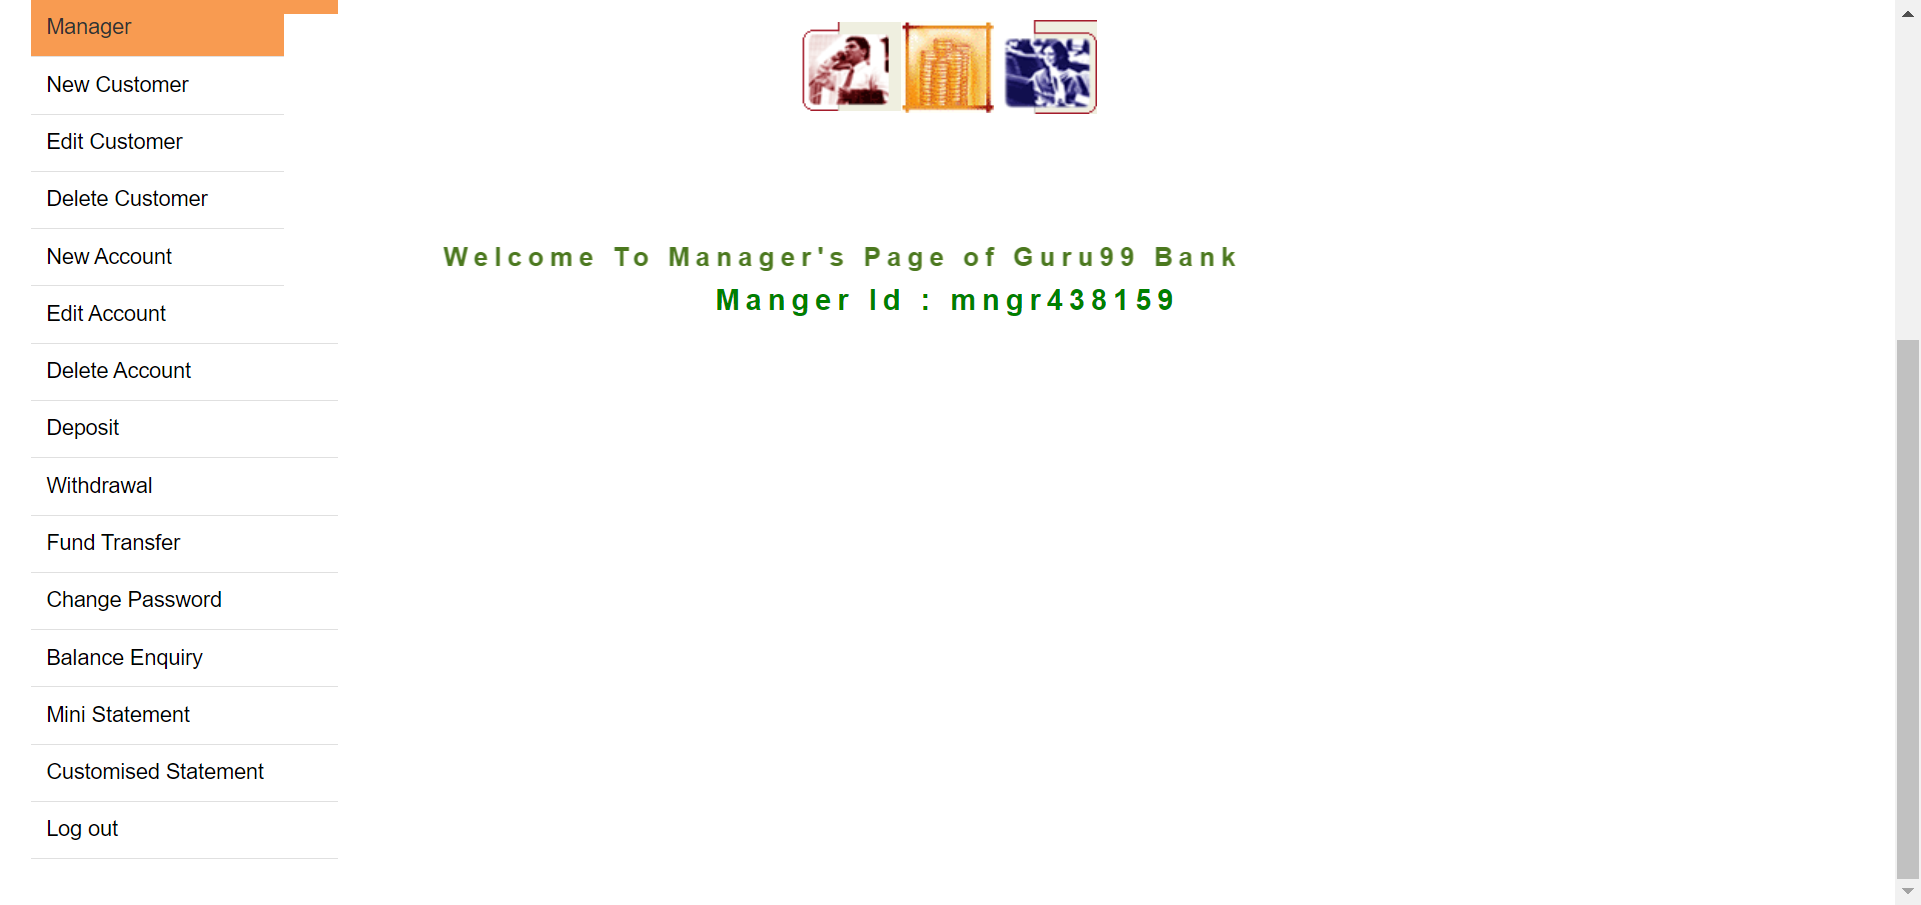 Manager
New Customer
Edit Customer
Delete Customer
New Account
Edit Account
Delete Account
Deposit
Withdrawal
Fund Transfer
Change Password
Balance Enquiry
Mini Statement
Customised Statement
Log out
Welcome To Manager's Page of Guru99 Bank
Manger Id : mngr438159